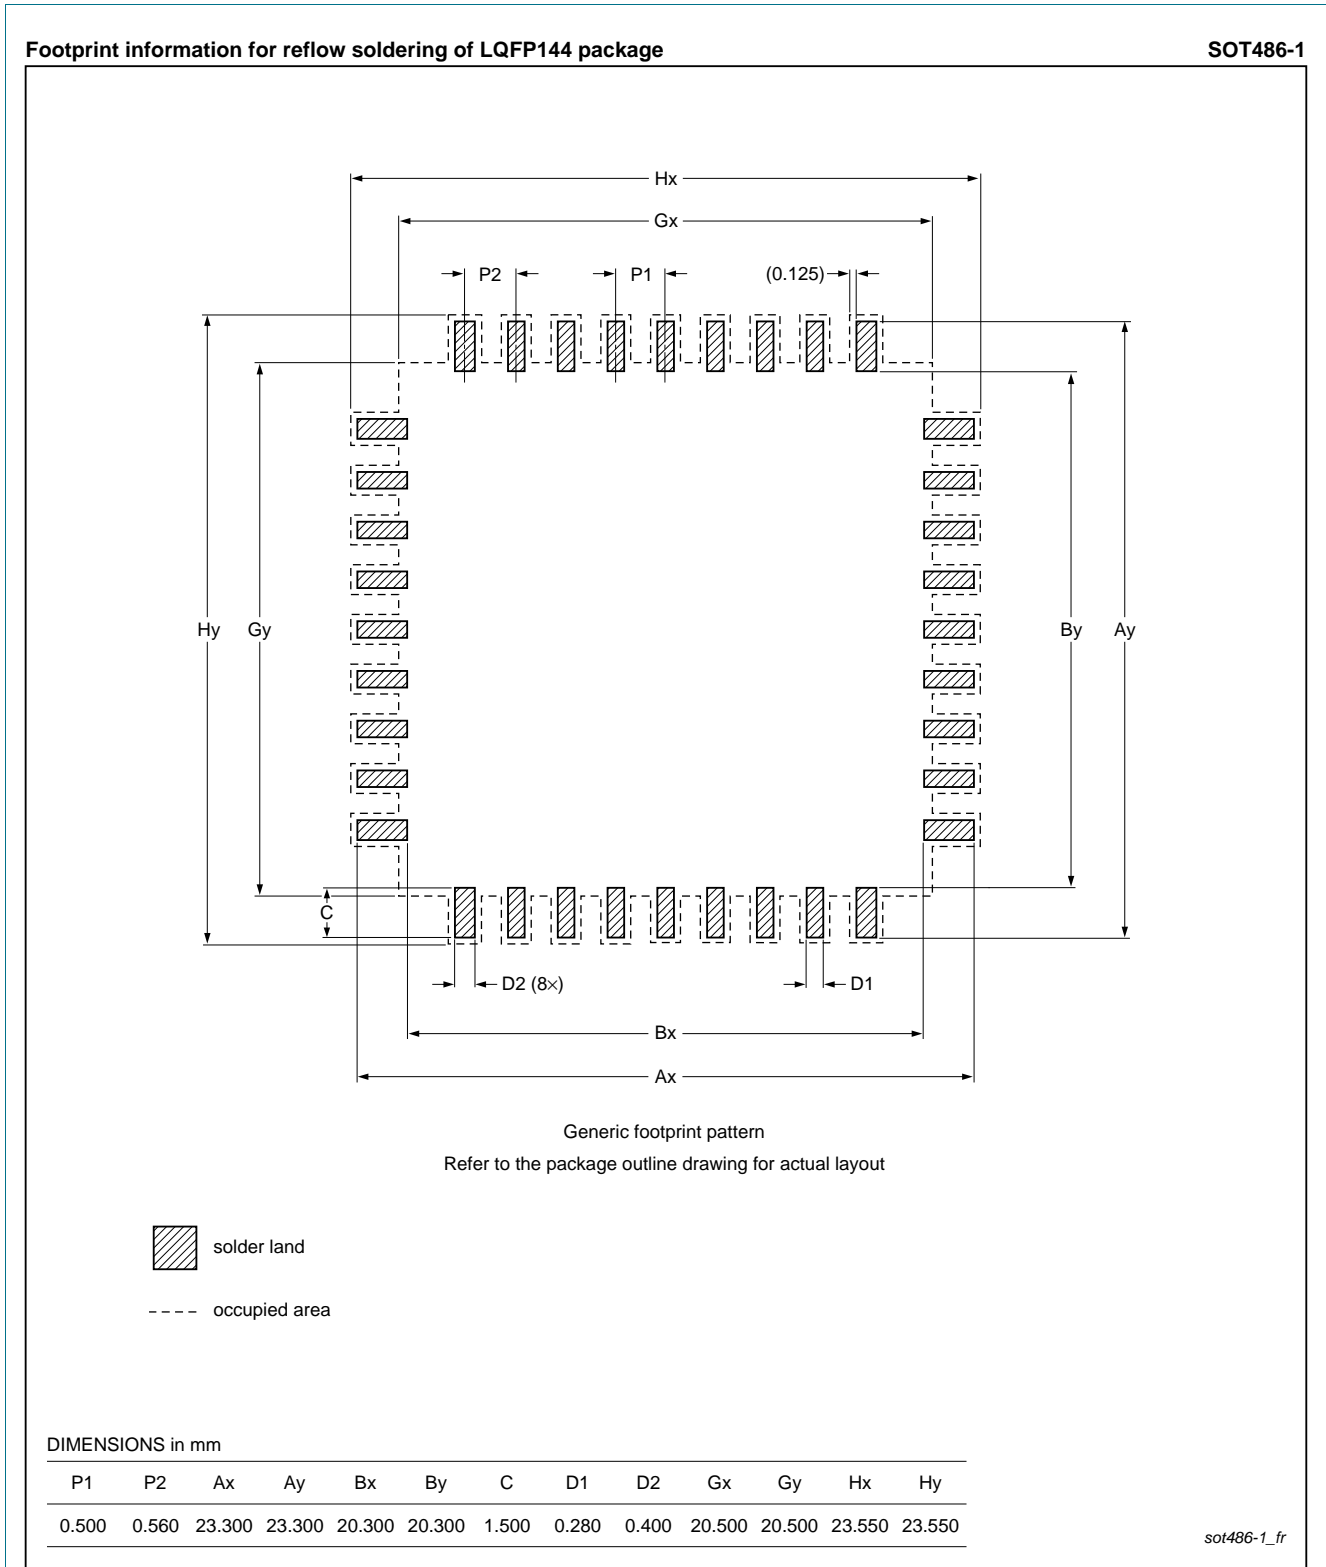 Footprint information for reflow soldering of LQFP144 package SOT486-1
Hx
Gx
P2 P1 (0.125)
Hy Gy By Ay
C
D2 (8×) D1
Bx
Ax
Generic footprint pattern
Refer to the package outline drawing for actual layout
solder land
occupied area
DIMENSIONS in mm
P1 P2 Ax Ay Bx By C D1 D2 Gx Gy Hx Hy
0.500 0.560 23.300 23.300 20.300 20.300 1.500 0.280 0.400 20.500 20.500 23.550 23.550
sot486-1_fr